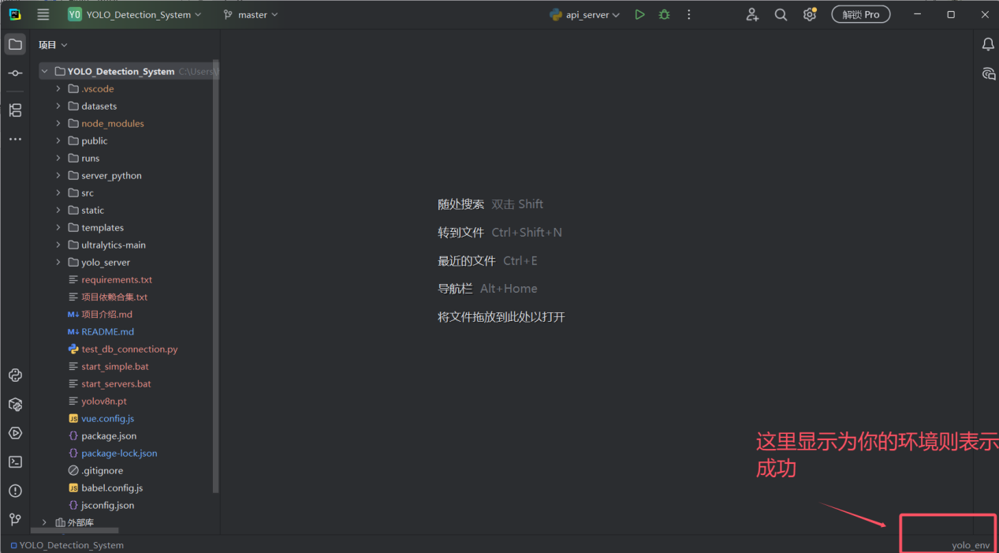 YO YOLO_Detection_System master api_server 解锁 Pro
项目
YOLO_Detection_System C:\Users\
.vscode
datasets
node_modules
public
runs
server_python
src
static
templates
ultralytics-main
yolo_server
requirements.txt
项目依赖合集.txt
M↓ 项目介绍.md
M↓ README.md
test_db_connection.py
start_simple.bat
start_servers.bat
yolov8n.pt
JS vue.config.js
{} package.json
{} package-lock.json
.gitignore
JS babel.config.js
{} jsconfig.json
外部库
随处搜索 双击 Shift
转到文件 Ctrl+Shift+N
最近的文件 Ctrl+E
导航栏 Alt+Home
将文件拖放到此处以打开
这里显示为你的环境则表示
成功
YOLO_Detection_System
yolo_env